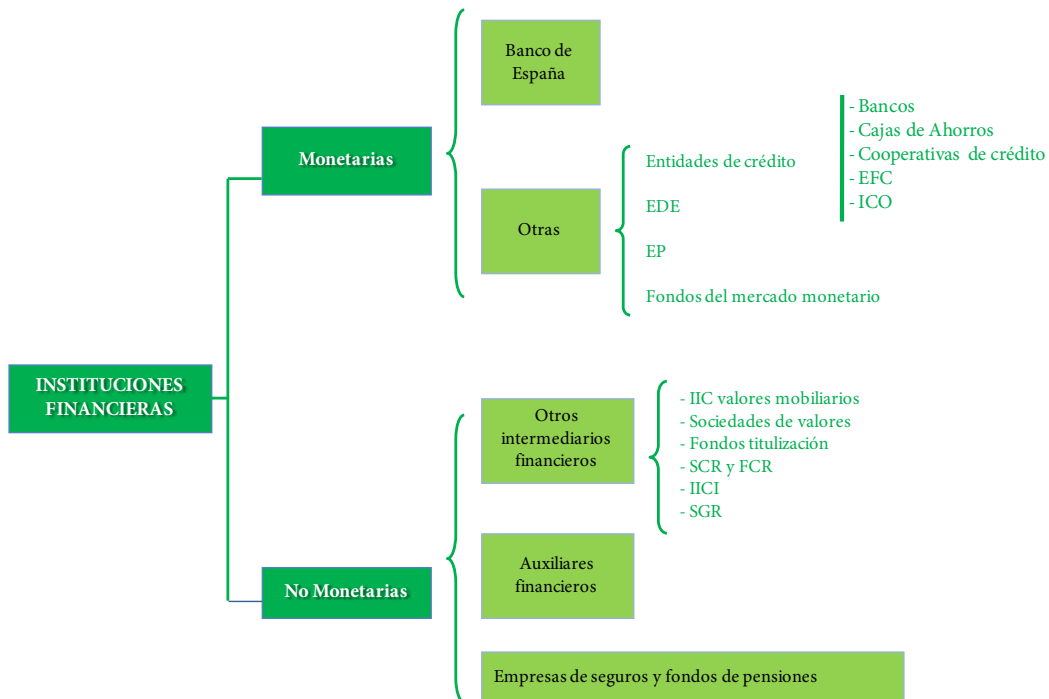 INSTITUCIONES
FINANCIERAS
Monetarias
Banco de
España
Otras
Entidades de crédito
EDE
EP
Fondos del mercado monetario
- Bancos
- Cajas de Ahorros
- Cooperativas de crédito
- EFC
- ICO
No Monetarias
Otros
intermediarios
financieros
- IIC valores mobiliarios
- Sociedades de valores
- Fondos titulización
- SCR y FCR
- IICI
- SGR
Auxiliares
financieros
Empresas de seguros y fondos de pensiones